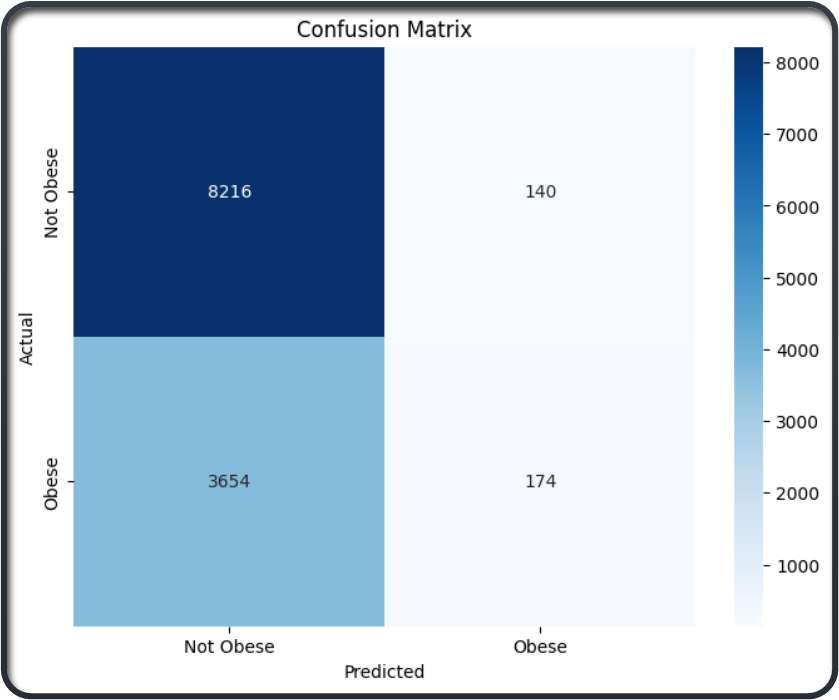 Confusion Matrix
Actual
Not Obese
Obese
8216
140
3654
174
Not Obese
Obese
Predicted
8000
7000
6000
5000
4000
3000
2000
1000